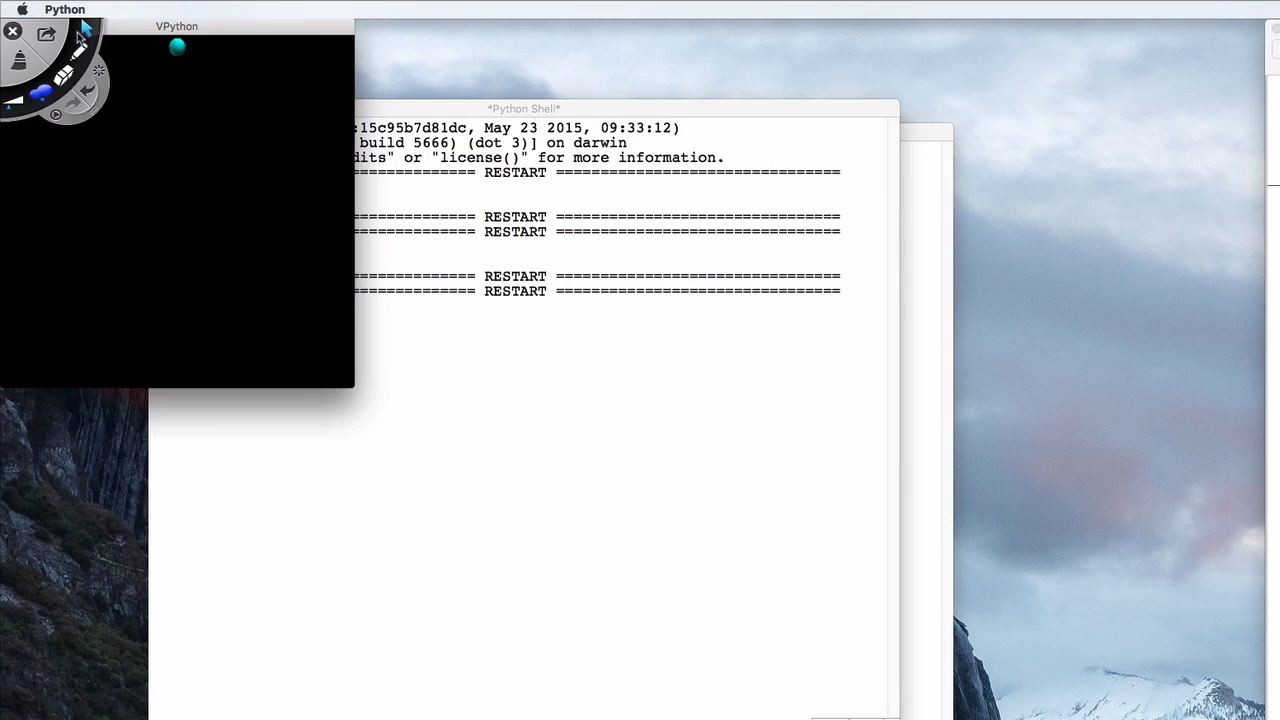 Python
VPython
*Python Shell*
:15c95b7d81dc, May 23 2015, 09:33:12)
build 5666) (dot 3)] on darwin
dits" or "license()" for more information.
============= RESTART ================================
============= RESTART ================================
============= RESTART ================================
============= RESTART ================================
============= RESTART ================================